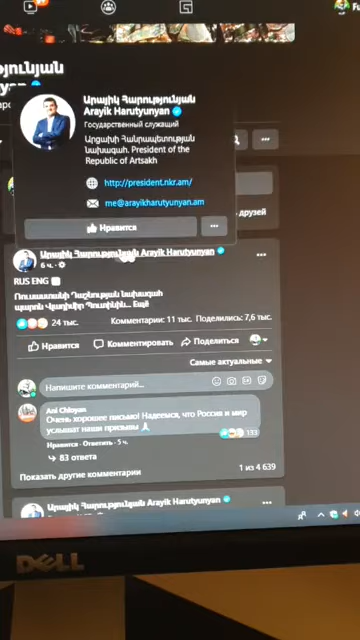 Արայիկ Հարությունյան
Arayik Harutyunyan
Государственный служащий
Արցախի Հանրապետության
Նախագահ. President of the
Republic of Artsakh
http://president.nkr.am/
me@arayikharutyunyan.am
Нравится
друзей
Արայիկ Հարությունյան Arayik Harutyunyan
6 ч.
RUS ENG
Ռուսաստանի Դաշնության նախագահ
պարոն Վլադիմիր Պուտինին... Ещё
24 тыс. Комментарии: 11 тыс. Поделились: 7,6 тыс.
Нравится Комментировать Поделиться
Самые актуальные
Напишите комментарий...
Ani Chloyan
Очень хорошее письмо! Надеемся, что Россия и мир
услышат наши призывы
133
Нравится · Ответить · 5 ч.
83 ответа
Показать другие комментарии 1 из 4 639
Արայիկ Հարությունյան Arayik Harutyunyan
DELL